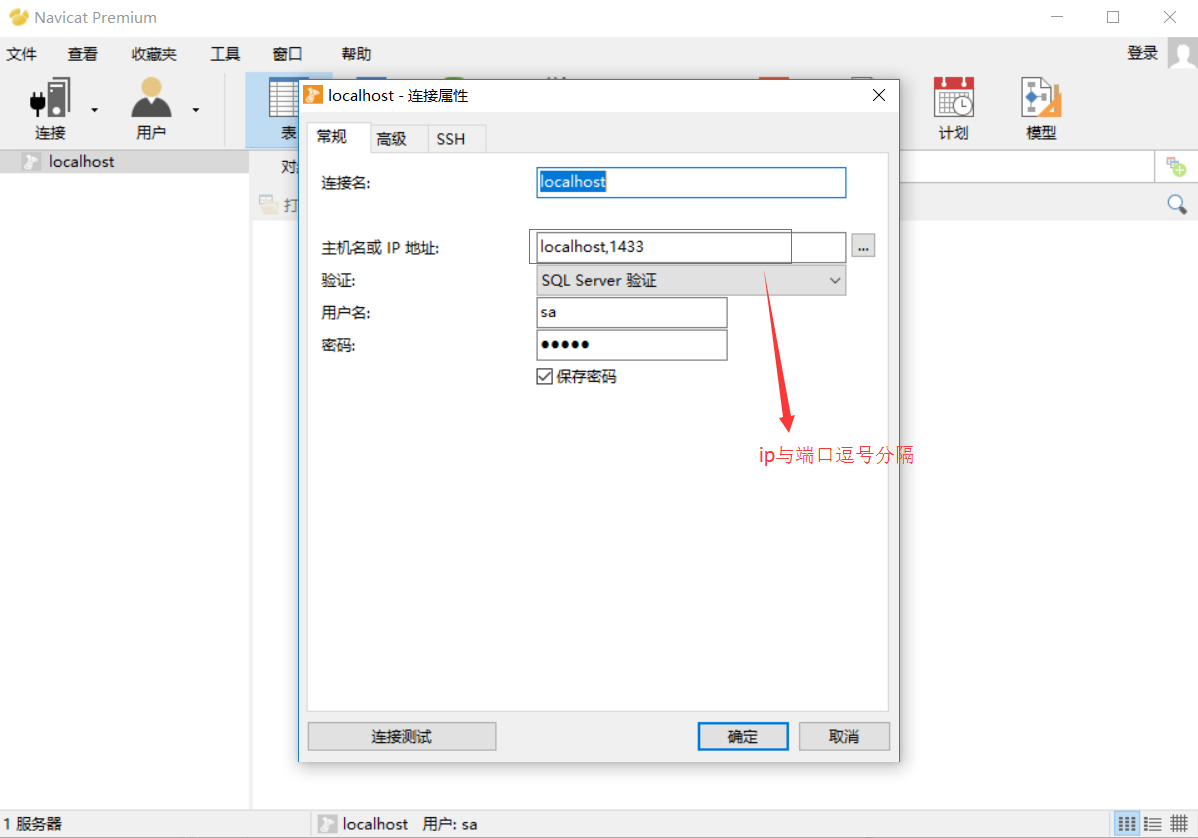 Navicat Premium
文件 查看 收藏夹 工具 窗口 帮助 登录
连接 用户 表 计划 模型
localhost - 连接属性
常规 高级 SSH
localhost
连接名: localhost
主机名或 IP 地址: localhost,1433 ...
验证: SQL Server 验证
用户名: sa
密码: •••••
保存密码
ip与端口逗号分隔
连接测试 确定 取消
1 服务器 localhost 用户: sa